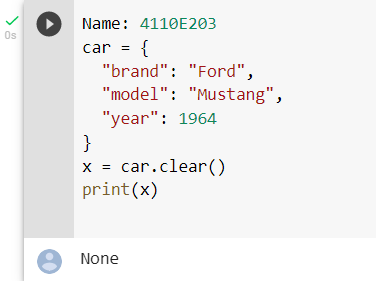 0s
Name: 4110E203
car = {
  "brand": "Ford",
  "model": "Mustang",
  "year": 1964
}
x = car.clear()
print(x)
None